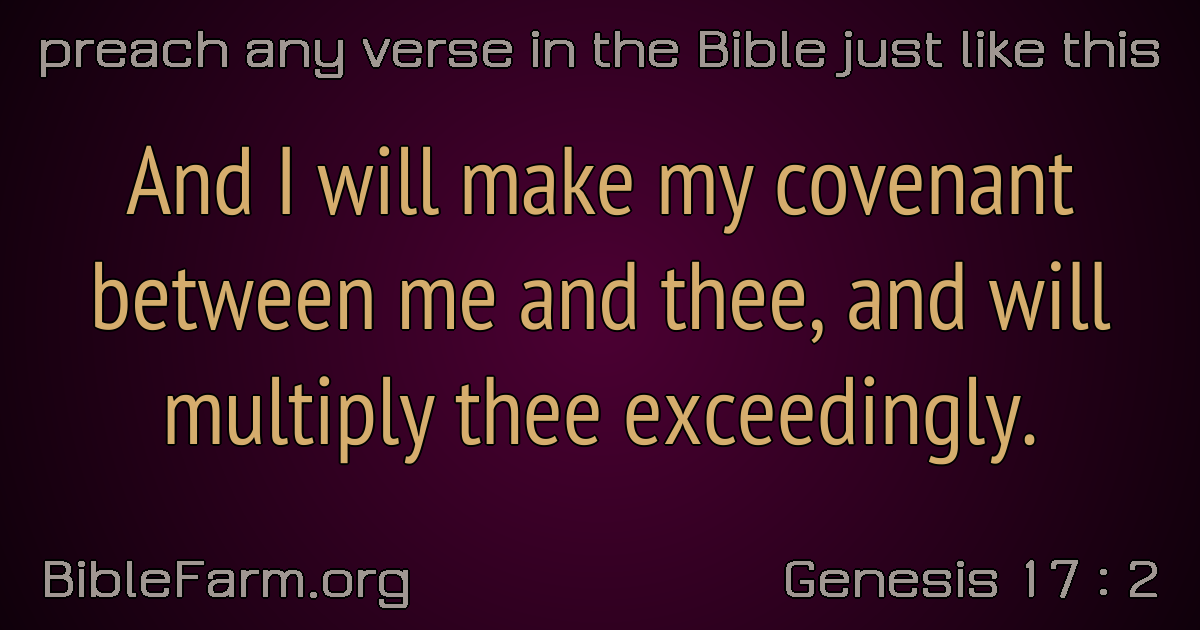 preach any verse in the Bible just like this
And I will make my covenant
between me and thee, and will
multiply thee exceedingly.
BibleFarm.org
Genesis 17 : 2